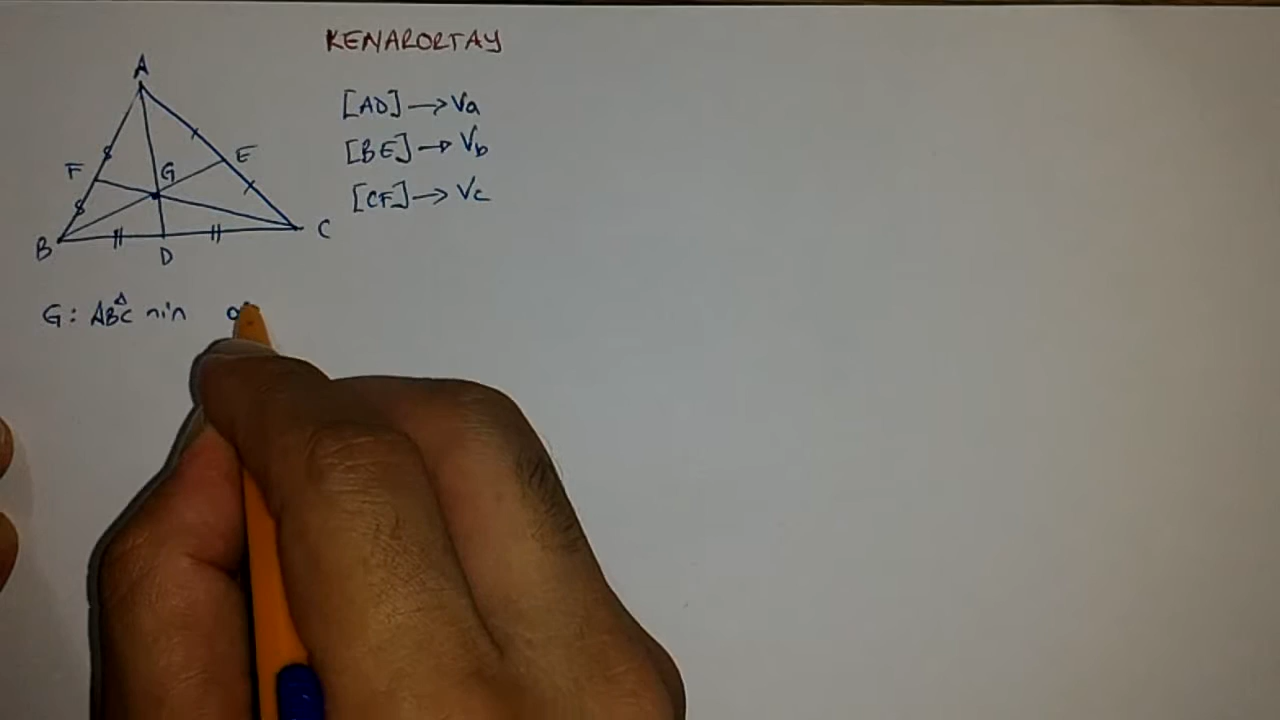 KENARORTAY
A
[AD] → Va
[BE] → Vb
[CF] → Vc
E
F
G
B
C
D
G: ABC nin